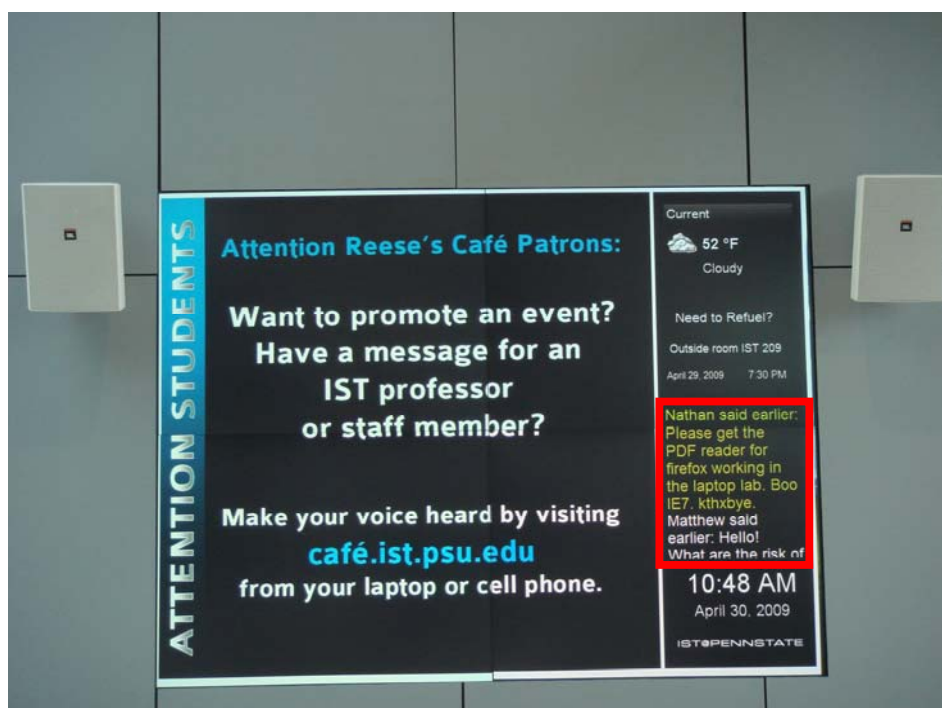 ATTENTION STUDENTS
Attention Reese's Café Patrons:
Want to promote an event?
Have a message for an
IST professor
or staff member?
Make your voice heard by visiting
café.ist.psu.edu
from your laptop or cell phone.
Current
52 °F
Cloudy
Need to Refuel?
Outside room IST 209
April 29, 2009 7:30 PM
Nathan said earlier:
Please get the
PDF reader for
firefox working in
the laptop lab. Boo
IE7. kthxbye.
Matthew said
earlier: Hello!
What are the risk of
10:48 AM
April 30, 2009
IST@PENNSTATE